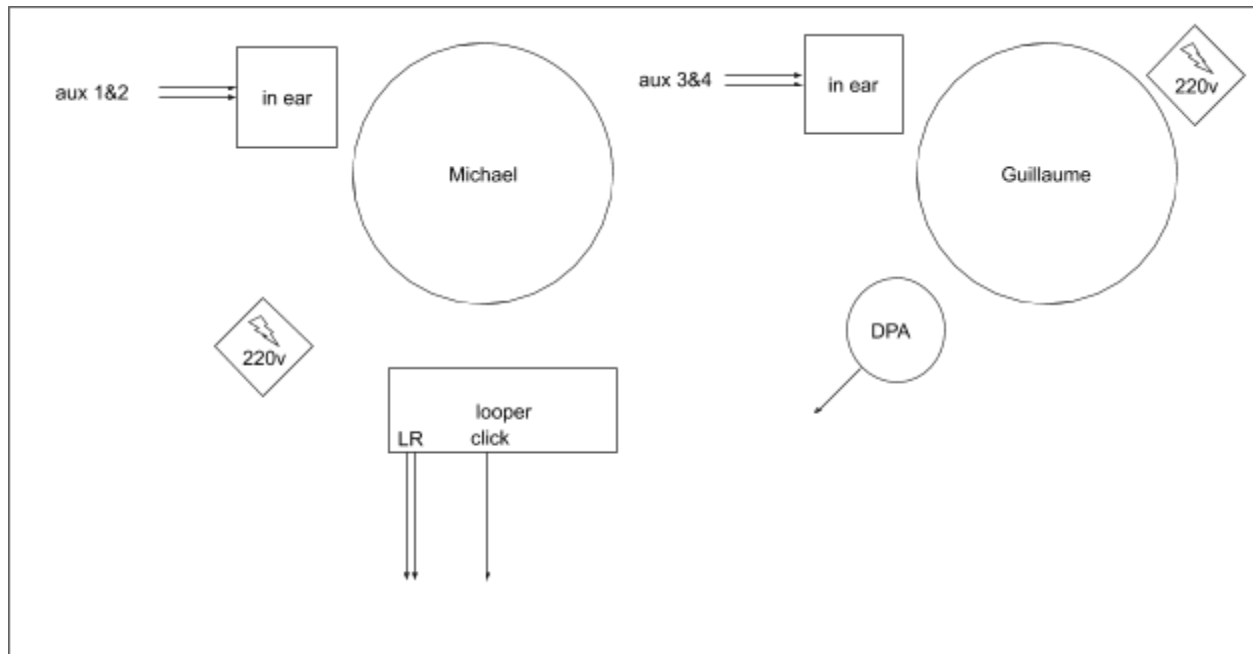 aux 1&2
in ear
Michael
aux 3&4
in ear
Guillaume
220v
220v
DPA
looper
LR
click